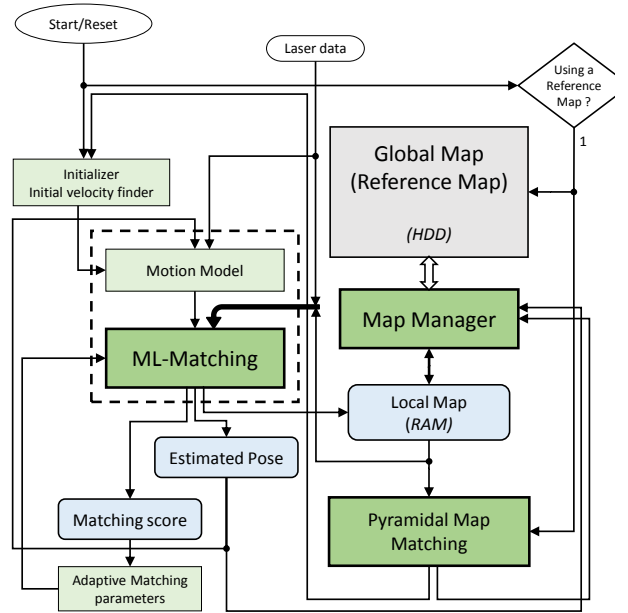 Start/Reset
Laser data
Using a
Reference
Map ?
1
Initializer
Initial velocity finder
Global Map
(Reference Map)
(HDD)
Motion Model
Map Manager
ML-Matching
Local Map
(RAM)
Estimated Pose
Matching score
Pyramidal Map
Matching
Adaptive Matching
parameters